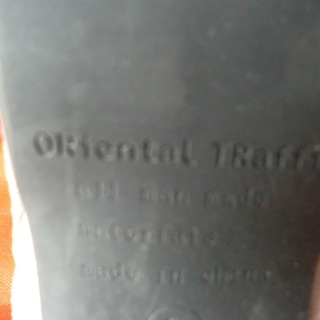 ORiental TRaffi
all man made
materials
made in china